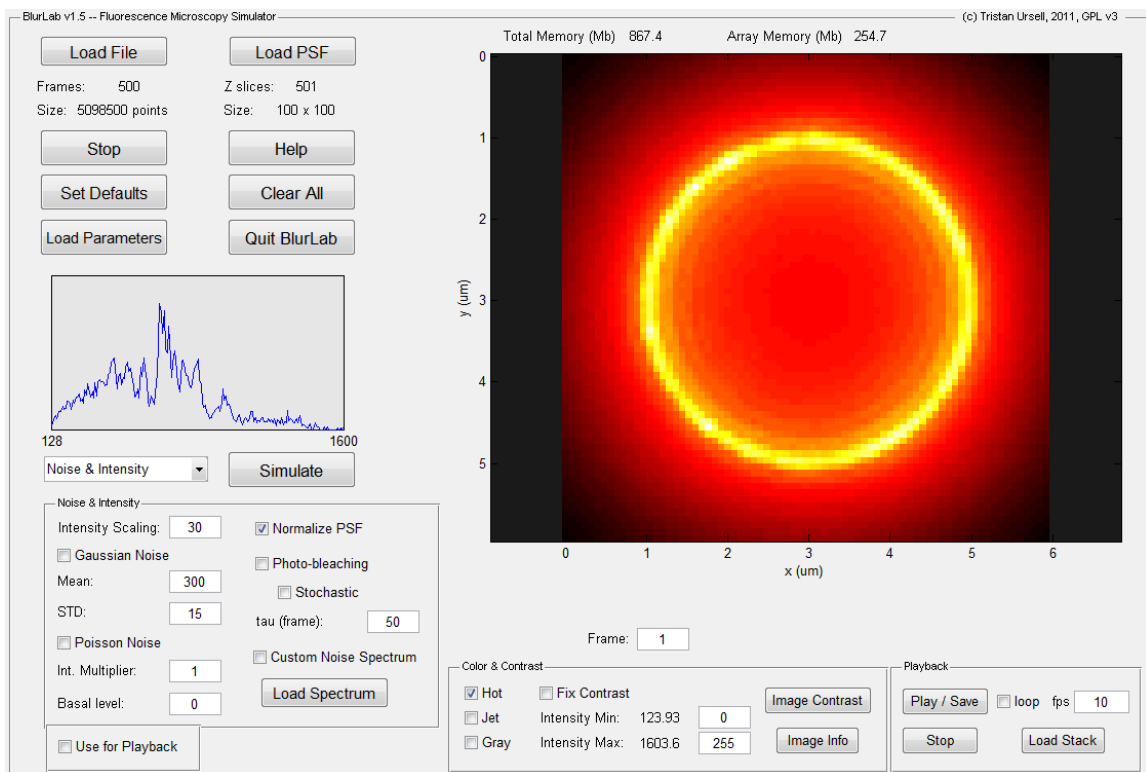 BlurLab v1.5 -- Fluorescence Microscopy Simulator
(c) Tristan Ursell, 2011, GPL v3
Load File
Load PSF
Frames: 500
Z slices: 501
Size: 5098500 points
Size: 100 x 100
Stop
Help
Set Defaults
Clear All
Load Parameters
Quit BlurLab
128
1600
Noise & Intensity
Simulate
Noise & Intensity
Intensity Scaling: 30
Normalize PSF
Gaussian Noise
Photo-bleaching
Mean: 300
Stochastic
STD: 15
tau (frame): 50
Poisson Noise
Custom Noise Spectrum
Int. Multiplier: 1
Load Spectrum
Basal level: 0
Use for Playback
Total Memory (Mb) 867.4
Array Memory (Mb) 254.7
0
1
2
3
4
5
y (um)
0 1 2 3 4 5 6
x (um)
Frame: 1
Color & Contrast
Hot
Fix Contrast
Image Contrast
Jet
Intensity Min: 123.93 0
Gray
Intensity Max: 1603.6 255
Image Info
Playback
Play / Save
loop fps 10
Stop
Load Stack